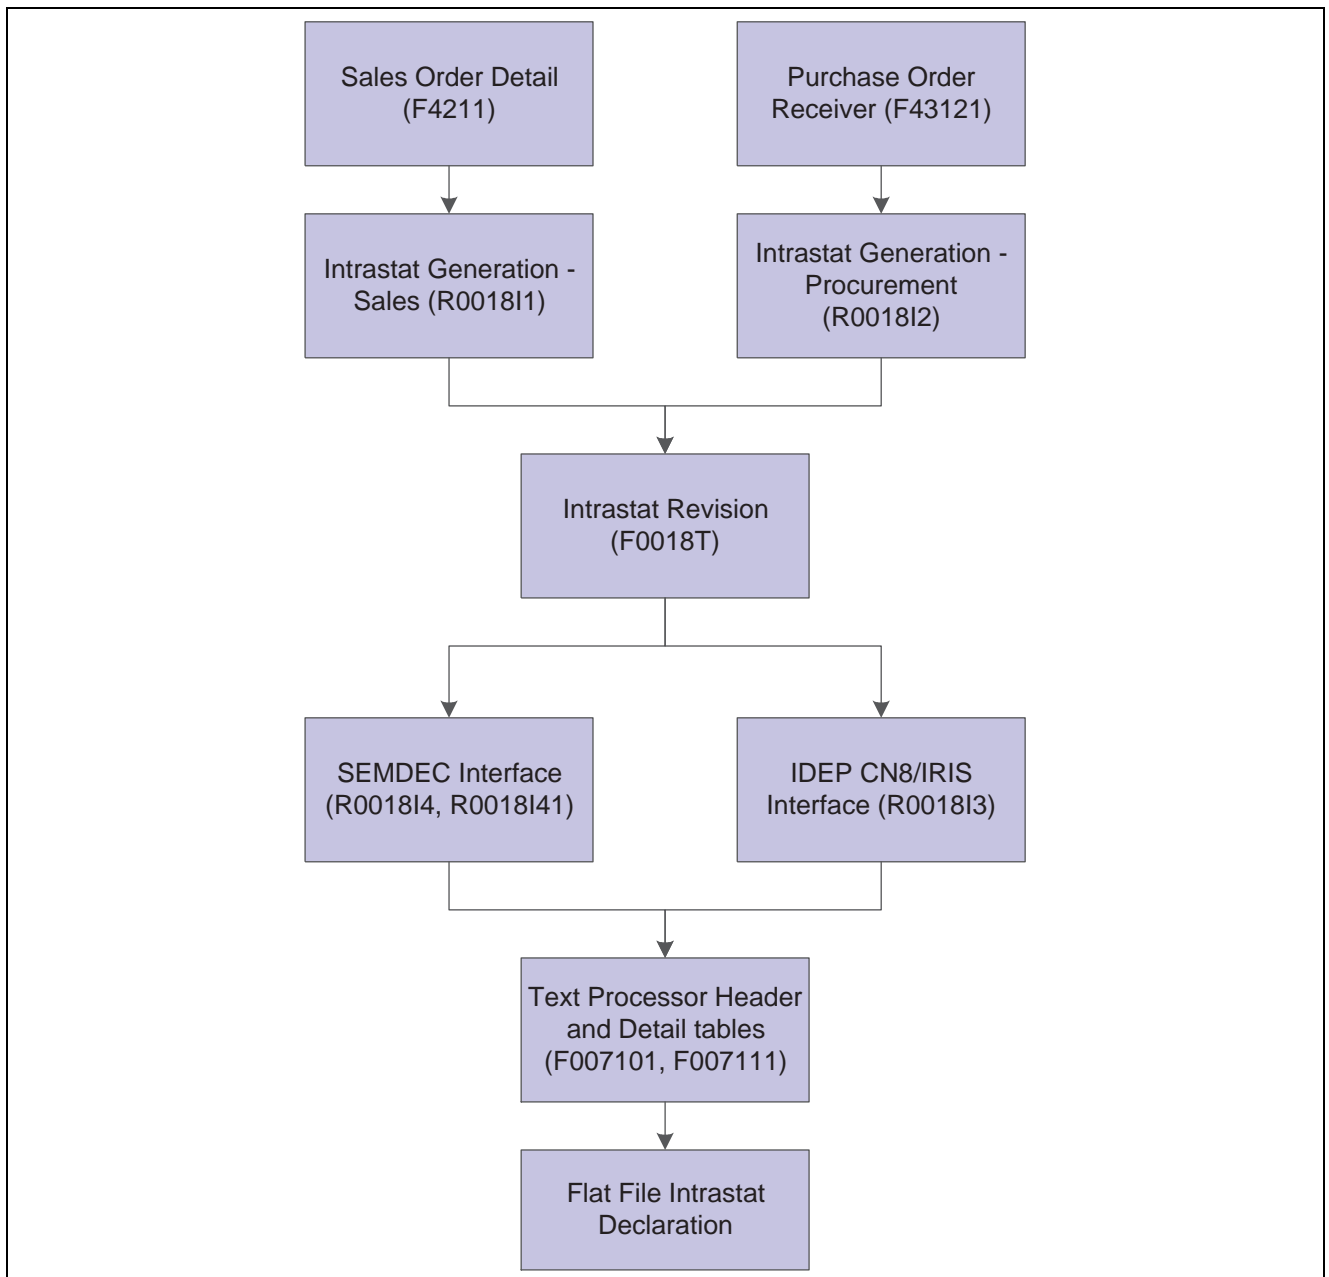 Sales Order Detail
(F4211)
Purchase Order
Receiver (F43121)
Intrastat Generation -
Sales (R0018I1)
Intrastat Generation -
Procurement
(R0018I2)
Intrastat Revision
(F0018T)
SEMDEC Interface
(R0018I4, R0018I41)
IDEP CN8/IRIS
Interface (R0018I3)
Text Processor Header
and Detail tables
(F007101, F007111)
Flat File Intrastat
Declaration